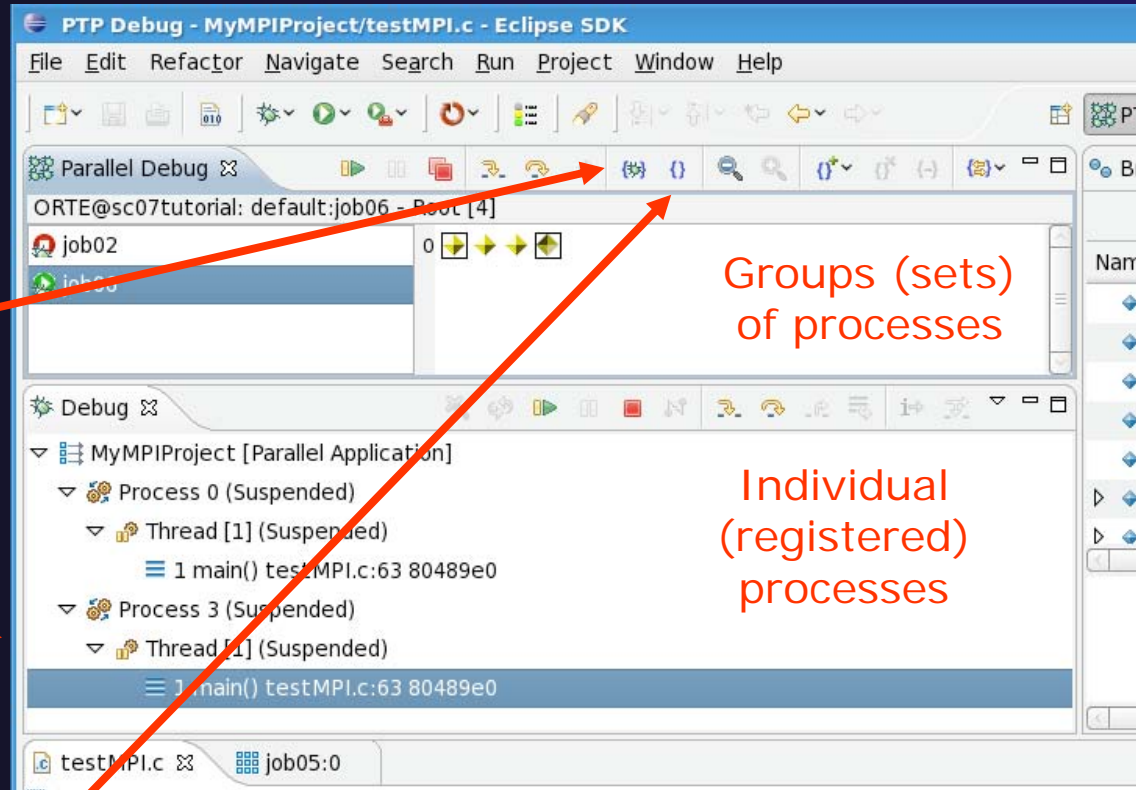 PTP Debug - MyMPIProject/testMPI.c - Eclipse SDK
File Edit Refactor Navigate Search Run Project Window Help
Parallel Debug
ORTE@sc07tutorial: default:job06 - Root [4]
job02
0
job06
Groups (sets)
of processes
Nam
Debug
MyMPIProject [Parallel Application]
Process 0 (Suspended)
Thread [1] (Suspended)
1 main() testMPI.c:63 80489e0
Process 3 (Suspended)
Thread [1] (Suspended)
1 main() testMPI.c:63 80489e0
Individual
(registered)
processes
testMPI.c
job05:0